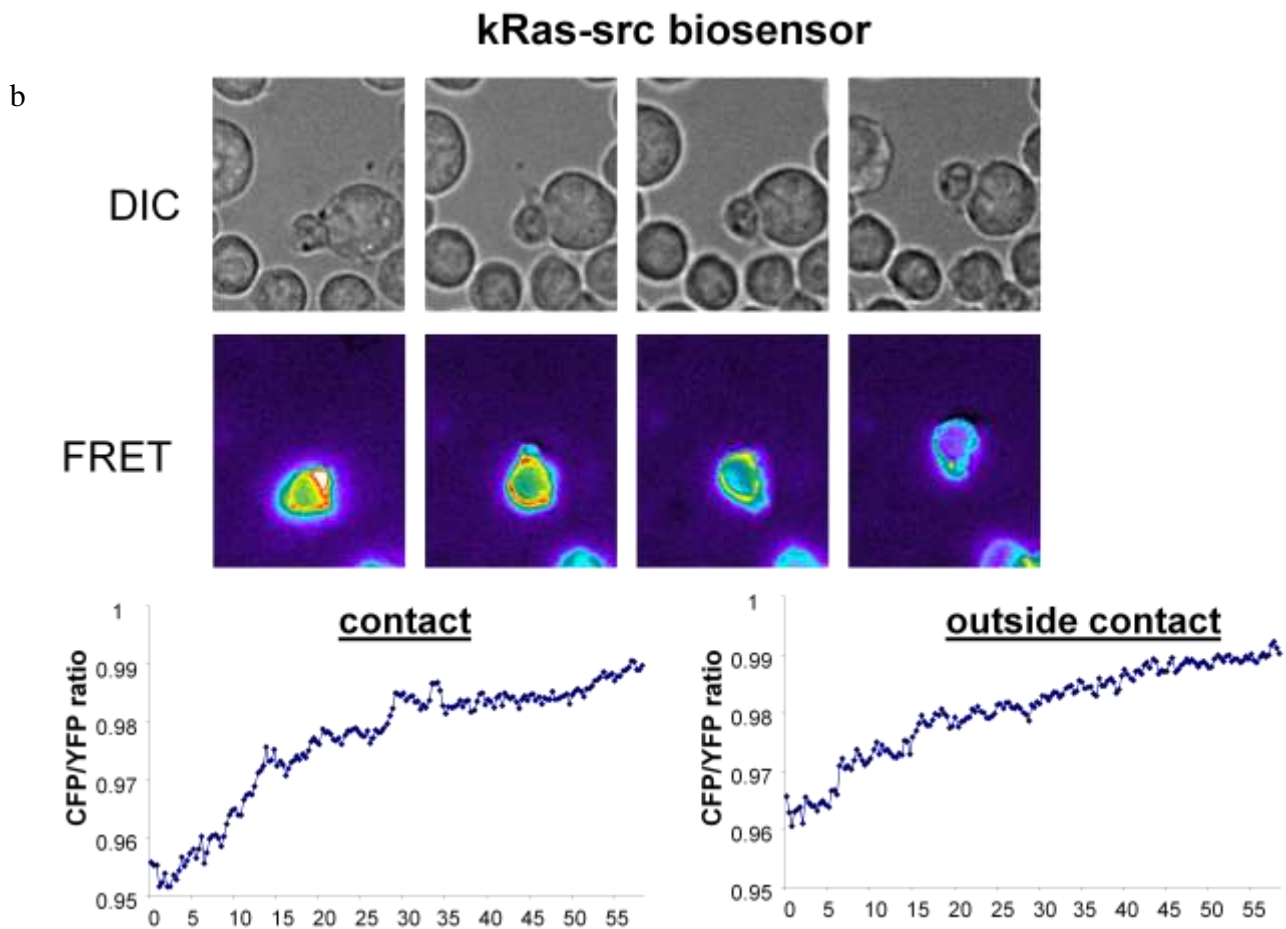 kRas-src biosensor
b
DIC
FRET
contact
CFP/YFP ratio
1
0.99
0.98
0.97
0.96
0.95
0 5 10 15 20 25 30 35 40 45 50 55
outside contact
CFP/YFP ratio
1
0.99
0.98
0.97
0.96
0.95
0 5 10 15 20 25 30 35 40 45 50 55